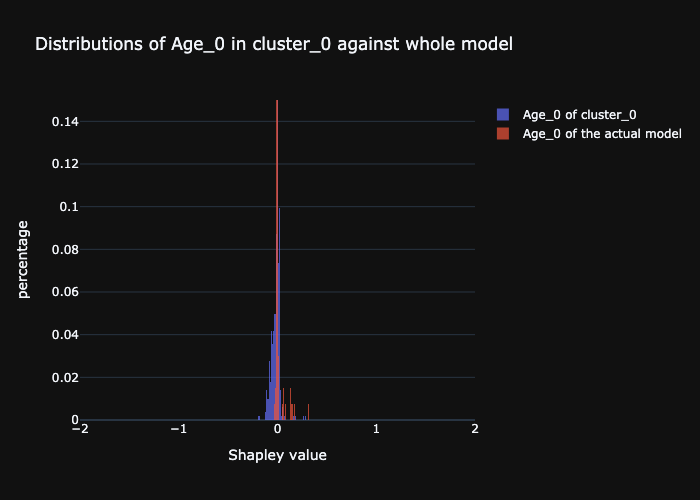 Distributions of Age_0 in cluster_0 against whole model
Age_0 of cluster_0
Age_0 of the actual model
0.14
0.12
0.1
0.08
0.06
0.04
0.02
0
−2
−1
0
1
2
percentage
Shapley value